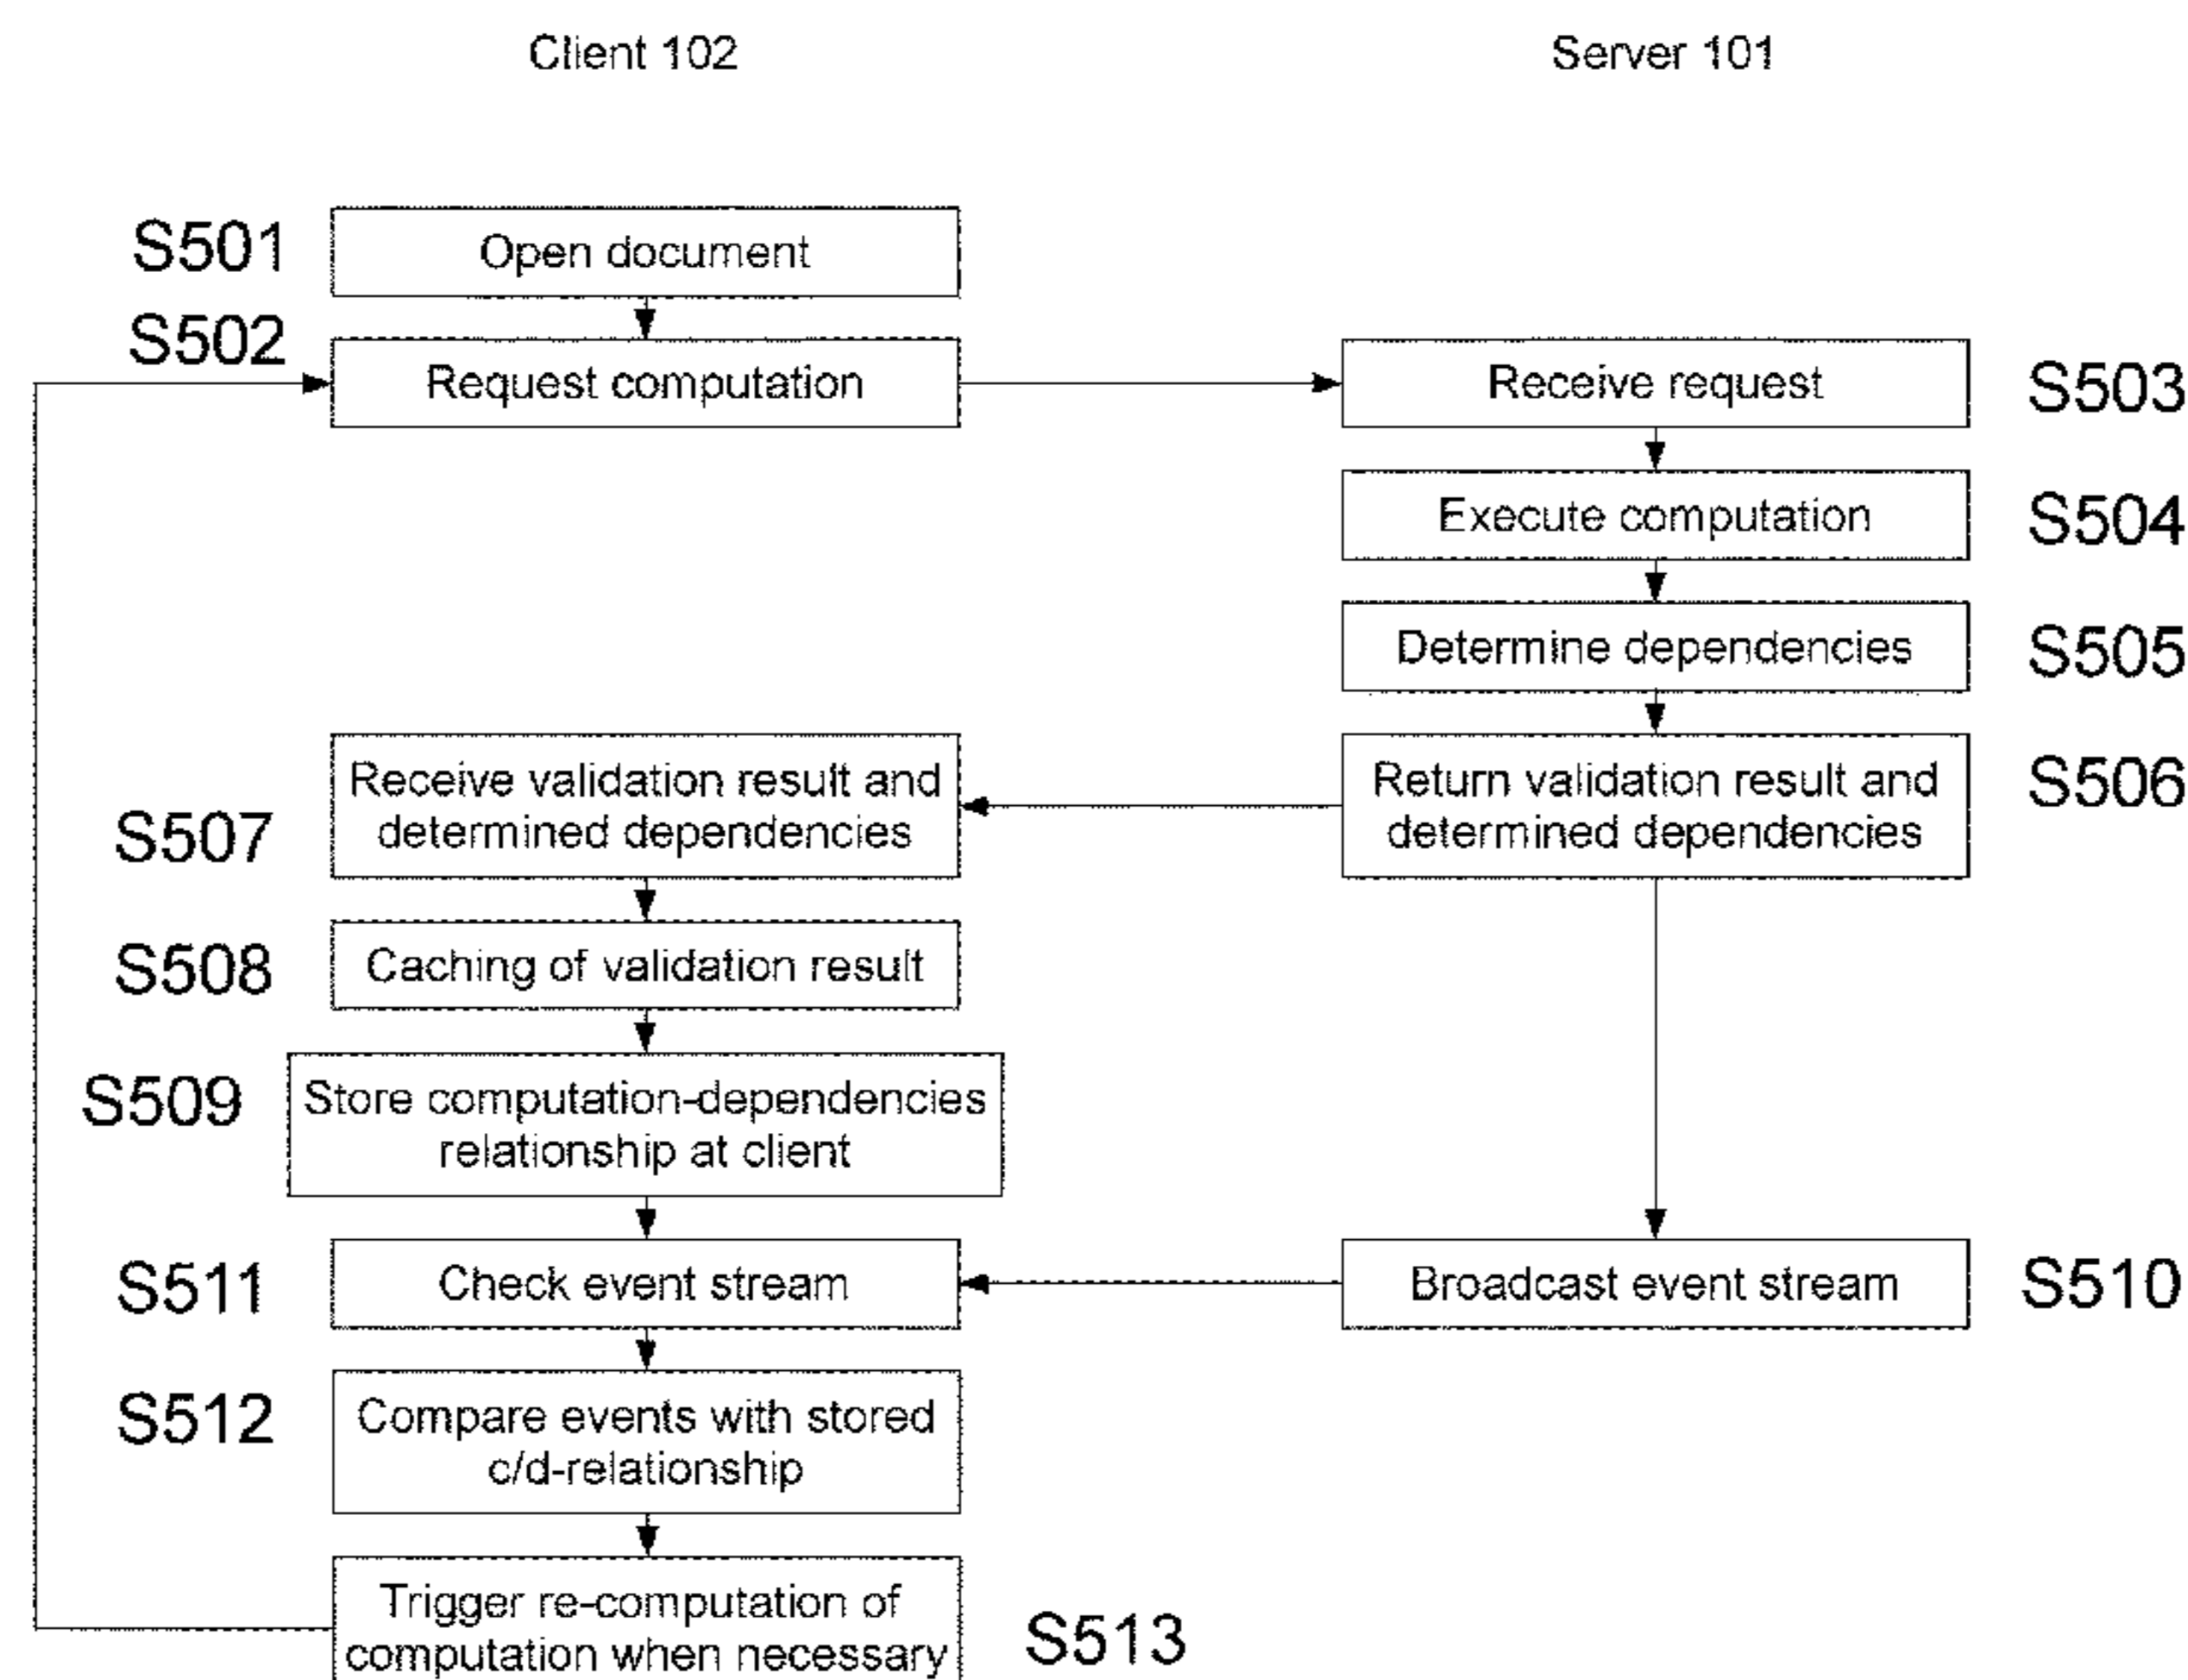 Client 102
Server 101
S501
Open document
S502
Request computation
Receive request
S503
Execute computation
S504
Determine dependencies
S505
Receive validation result and
determined dependencies
S507
Return validation result and
determined dependencies
S506
S508
Caching of validation result
S509
Store computation-dependencies
relationship at client
S511
Check event stream
Broadcast event stream
S510
S512
Compare events with stored
c/d-relationship
Trigger re-computation of
computation when necessary
S513